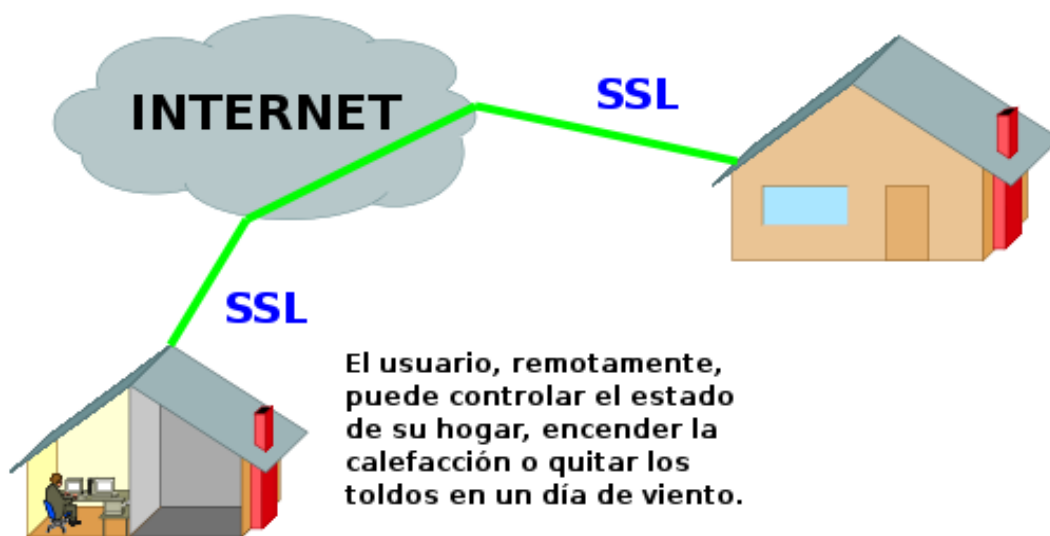 INTERNET
SSL
SSL
El usuario, remotamente,
puede controlar el estado
de su hogar, encender la
calefacción o quitar los
toldos en un día de viento.